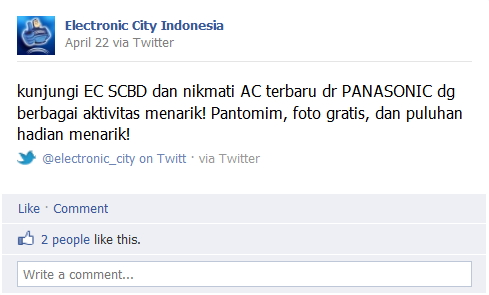 Electronic City Indonesia
April 22 via Twitter
kunjungi EC SCBD dan nikmati AC terbaru dr PANASONIC dg
berbagai aktivitas menarik! Pantomim, foto gratis, dan puluhan
hadian menarik!
@electronic_city on Twitt · via Twitter
Like · Comment
2 people like this.
Write a comment...